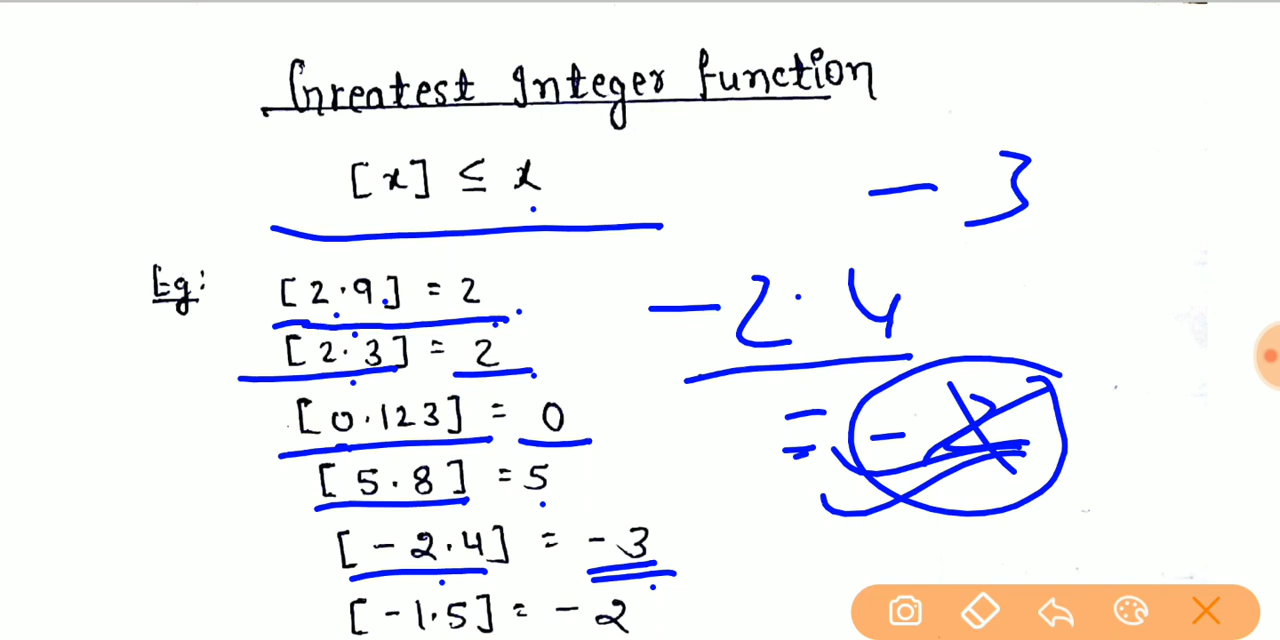 Greatest Integer Function
[x] ≤ x
- 3
Eg: [2.9] = 2
- 2.4
[2.3] = 2
[0.123] = 0
= - 2
[5.8] = 5
[-2.4] = -3
[-1.5] = -2